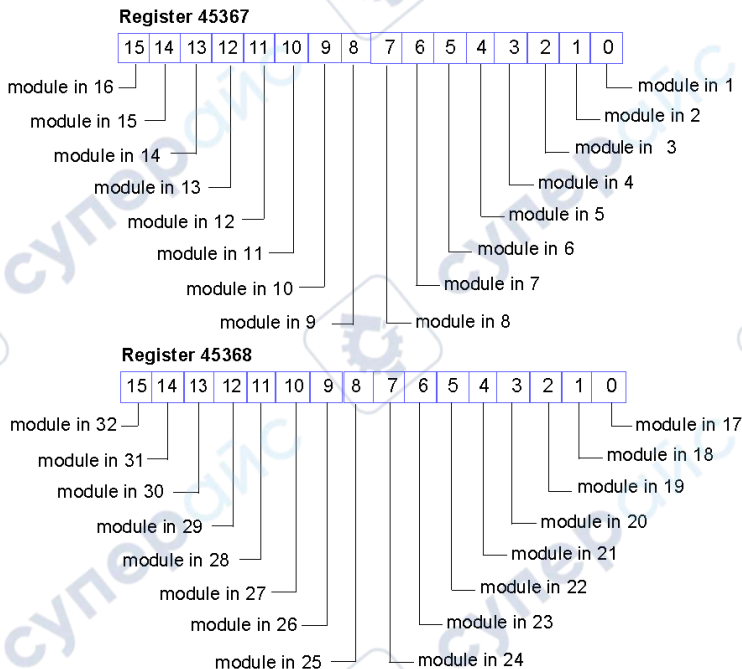 Register 45367
15 14 13 12 11 10 9 8 7 6 5 4 3 2 1 0
module in 16
module in 1
module in 15
module in 2
module in 14
module in 3
module in 13
module in 4
module in 12
module in 5
module in 11
module in 6
module in 10
module in 7
module in 9
module in 8
Register 45368
15 14 13 12 11 10 9 8 7 6 5 4 3 2 1 0
module in 32
module in 17
module in 31
module in 18
module in 30
module in 19
module in 29
module in 20
module in 28
module in 21
module in 27
module in 22
module in 26
module in 23
module in 25
module in 24
суперайс
суперайс
суперайс
суперайс